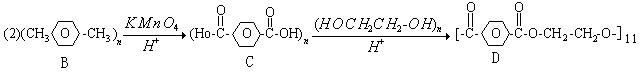 (2)(CH₃-⌬O-CH₃)ₙ —KMnO₄/H⁺→ (Ho-C(=O)-⌬O-C(=O)-OH)ₙ —(HOCH₂CH₂-OH)ₙ/H⁺→ [-C(=O)-⌬O-C(=O)-O-CH₂-CH₂-O-]₁₁
B C D